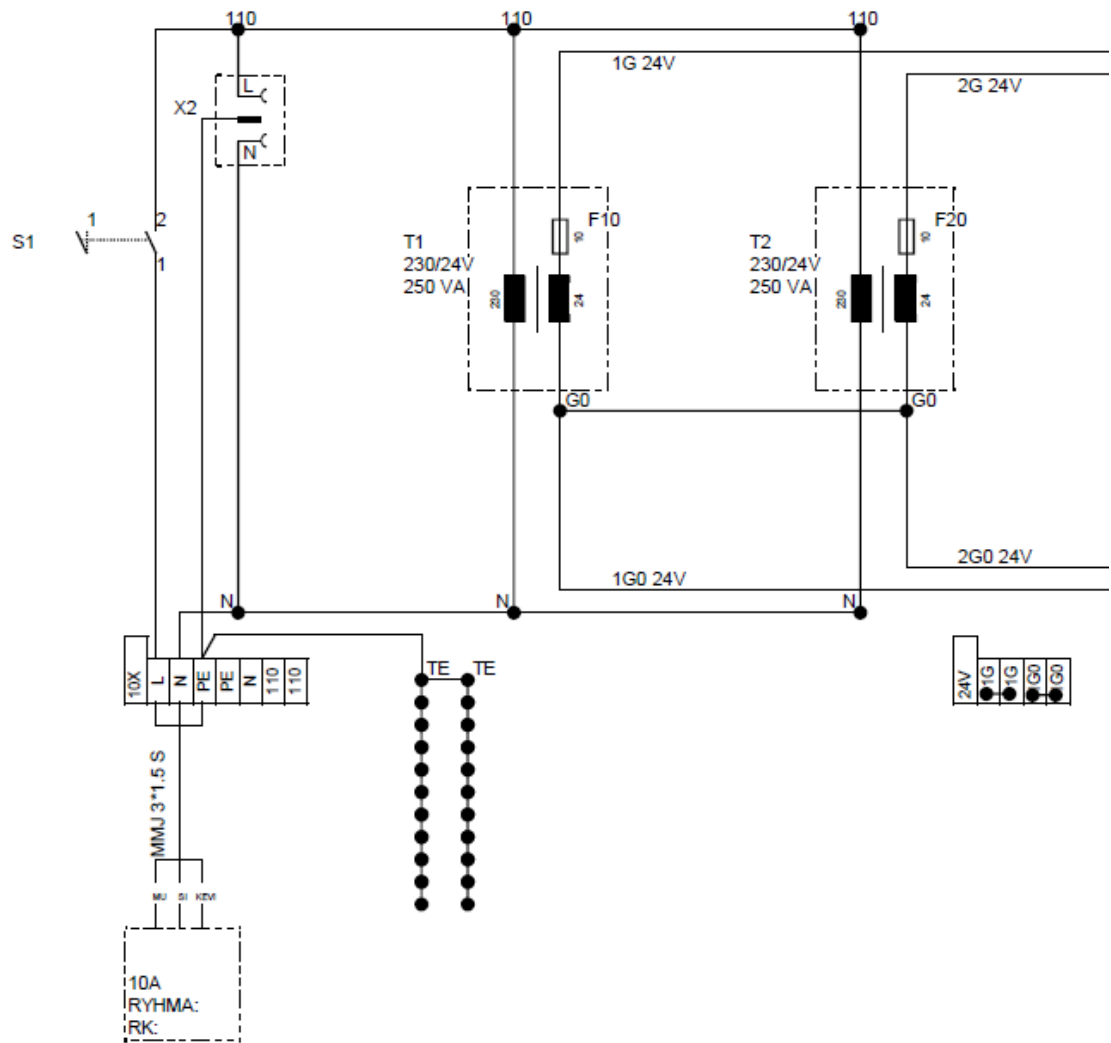 110
110
110
1G 24V
2G 24V
L
X2
N
1
2
S1
1
F10
10
F20
10
T1
230/24V
250 VA
230
24
T2
230/24V
250 VA
230
24
G0
G0
2G0 24V
1G0 24V
N
N
N
10X
L
N
PE
PE
N
110
110
TE
TE
24V
1G
1G
1G0
1G0
MMJ 3*1.5 S
MU
SI
KEVI
10A
RYHMA:
RK: